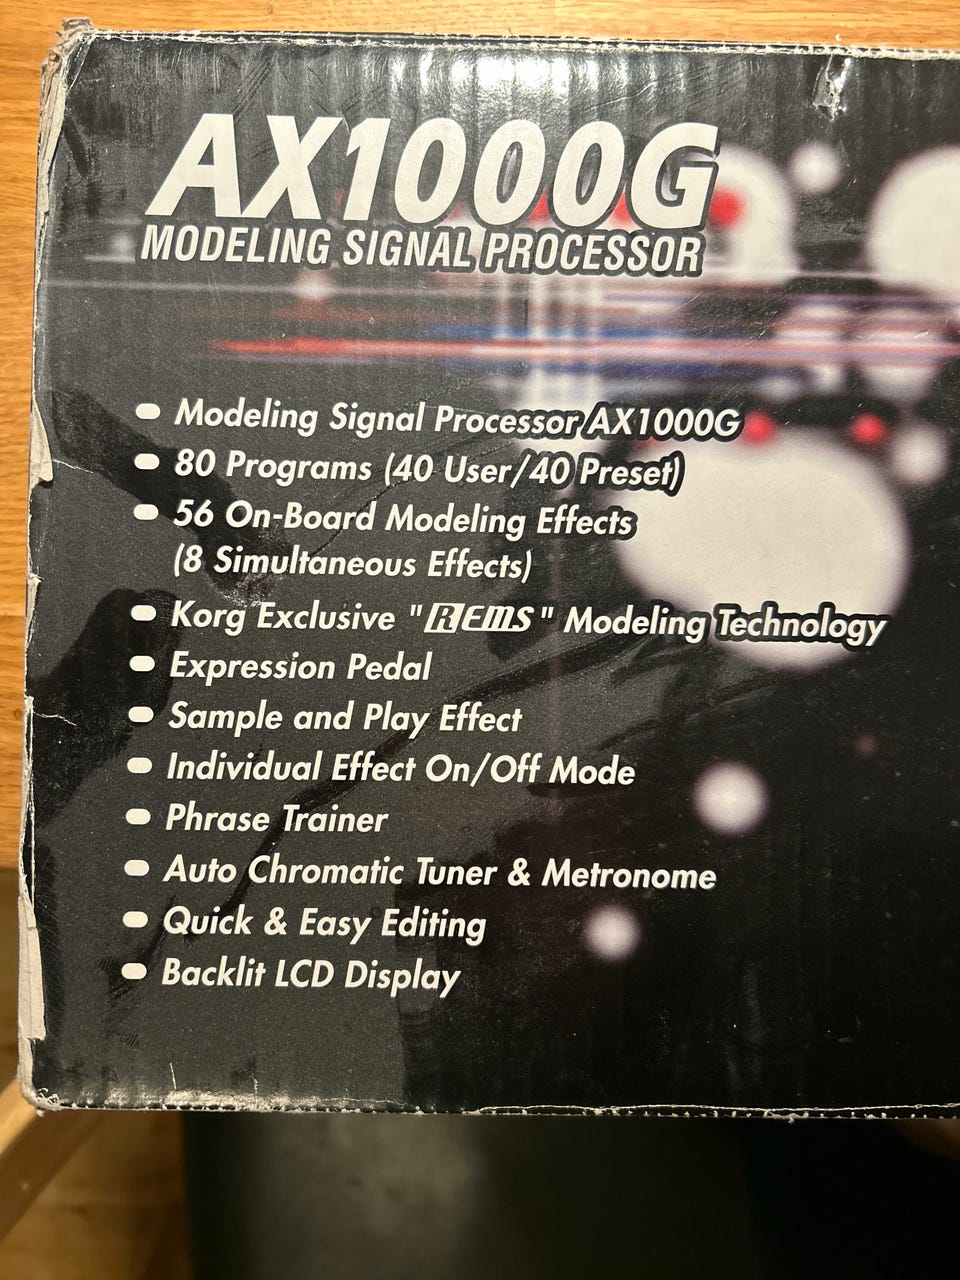 AX1000G
MODELING SIGNAL PROCESSOR
Modeling Signal Processor AX1000G
80 Programs (40 User/40 Preset)
56 On-Board Modeling Effects
(8 Simultaneous Effects)
Korg Exclusive "REMS" Modeling Technology
Expression Pedal
Sample and Play Effect
Individual Effect On/Off Mode
Phrase Trainer
Auto Chromatic Tuner & Metronome
Quick & Easy Editing
Backlit LCD Display